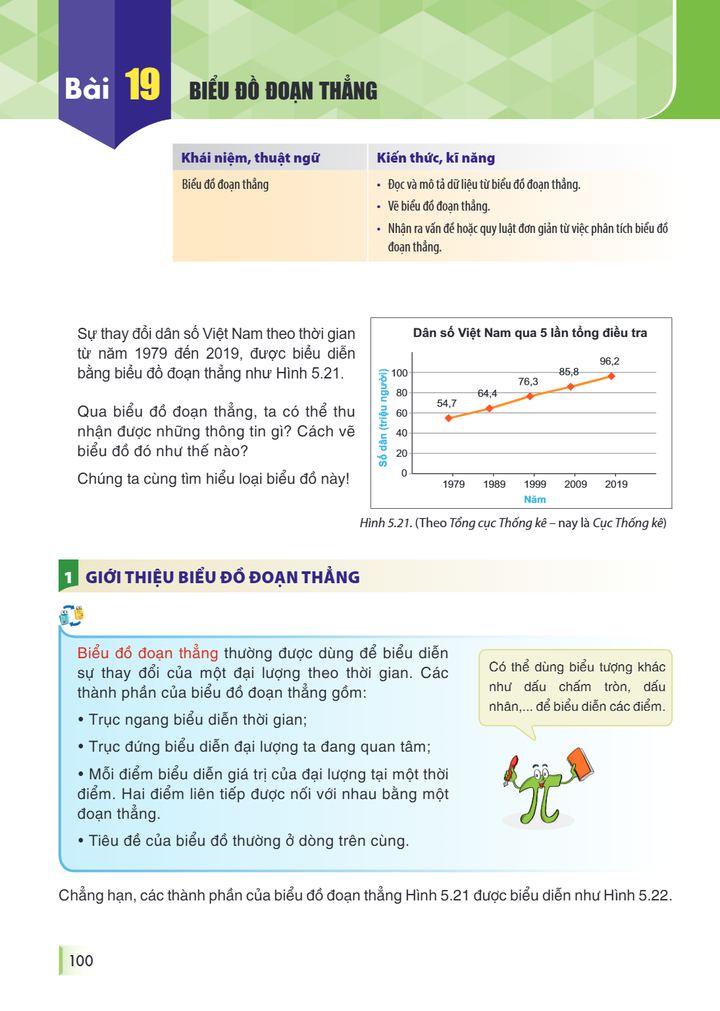 Bài 19 BIỂU ĐỒ ĐOẠN THẲNG
Khái niệm, thuật ngữ
Biểu đồ đoạn thẳng
Kiến thức, kĩ năng
• Đọc và mô tả dữ liệu từ biểu đồ đoạn thẳng.
• Vẽ biểu đồ đoạn thẳng.
• Nhận ra vấn đề hoặc quy luật đơn giản từ việc phân tích biểu đồ
đoạn thẳng.
Sự thay đổi dân số Việt Nam theo thời gian
từ năm 1979 đến 2019, được biểu diễn
bằng biểu đồ đoạn thẳng như Hình 5.21.
Qua biểu đồ đoạn thẳng, ta có thể thu
nhận được những thông tin gì? Cách vẽ
biểu đồ đó như thế nào?
Chúng ta cùng tìm hiểu loại biểu đồ này!
Dân số Việt Nam qua 5 lần tổng điều tra
Số dân (triệu người)
100
80
60
40
20
0
54,7
64,4
76,3
85,8
96,2
1979 1989 1999 2009 2019
Năm
Hình 5.21. (Theo Tổng cục Thống kê – nay là Cục Thống kê)
1 GIỚI THIỆU BIỂU ĐỒ ĐOẠN THẲNG
Biểu đồ đoạn thẳng thường được dùng để biểu diễn
sự thay đổi của một đại lượng theo thời gian. Các
thành phần của biểu đồ đoạn thẳng gồm:
• Trục ngang biểu diễn thời gian;
• Trục đứng biểu diễn đại lượng ta đang quan tâm;
• Mỗi điểm biểu diễn giá trị của đại lượng tại một thời
điểm. Hai điểm liên tiếp được nối với nhau bằng một
đoạn thẳng.
• Tiêu đề của biểu đồ thường ở dòng trên cùng.
Có thể dùng biểu tượng khác
như dấu chấm tròn, dấu
nhân,... để biểu diễn các điểm.
Chẳng hạn, các thành phần của biểu đồ đoạn thẳng Hình 5.21 được biểu diễn như Hình 5.22.
100